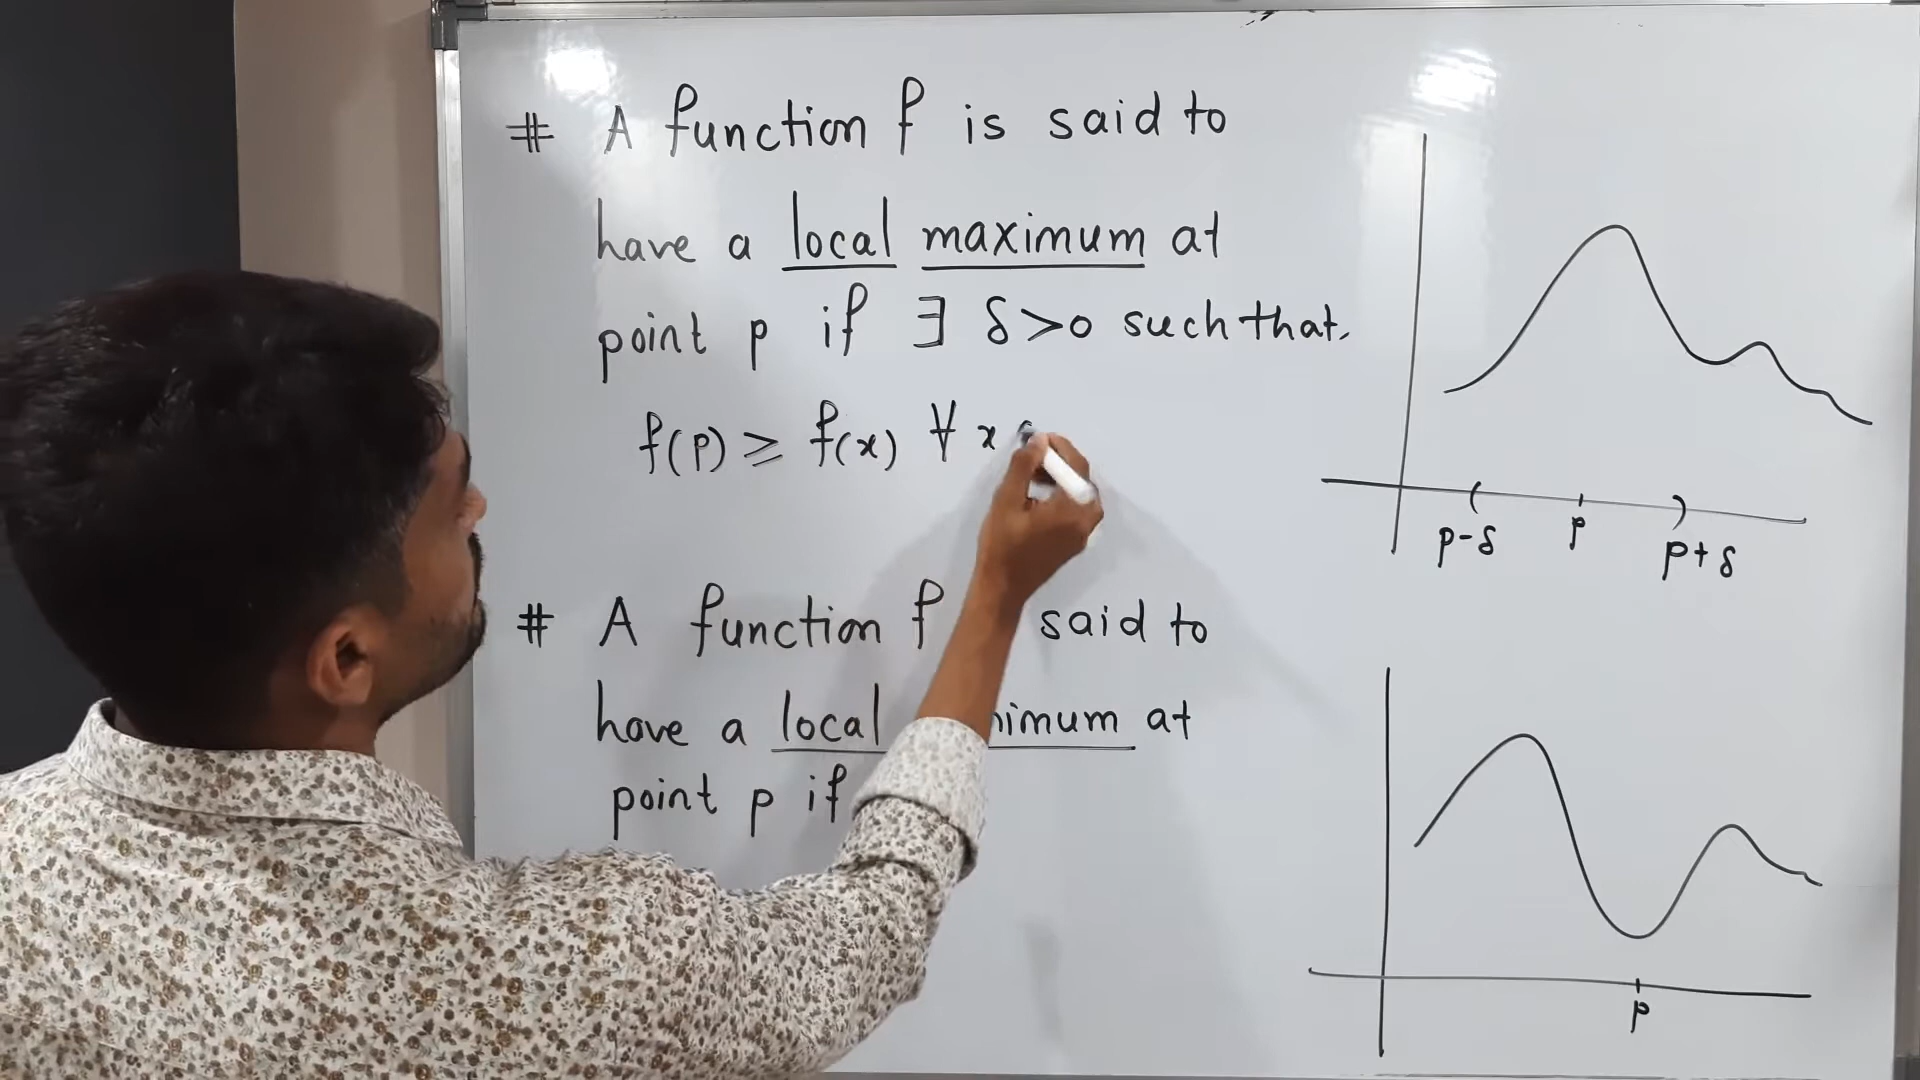 # A function f is said to
have a local maximum at
point p if ∃ δ>0 such that.
f(p) ≥ f(x) ∀ x
p-δ p p+δ
# A function f said to
have a local at
point p if
p